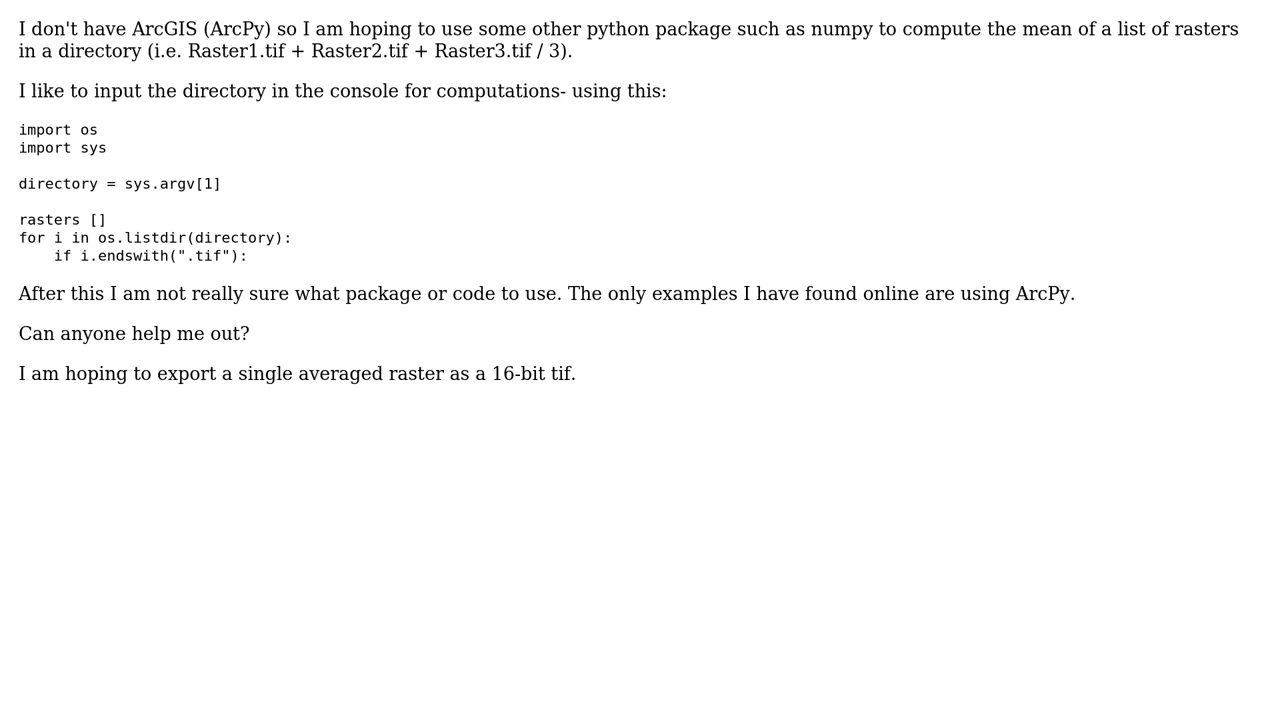 I don't have ArcGIS (ArcPy) so I am hoping to use some other python package such as numpy to compute the mean of a list of rasters
in a directory (i.e. Raster1.tif + Raster2.tif + Raster3.tif / 3).
I like to input the directory in the console for computations- using this:
import os
import sys
directory = sys.argv[1]
rasters []
for i in os.listdir(directory):
    if i.endswith(".tif"):
After this I am not really sure what package or code to use. The only examples I have found online are using ArcPy.
Can anyone help me out?
I am hoping to export a single averaged raster as a 16-bit tif.